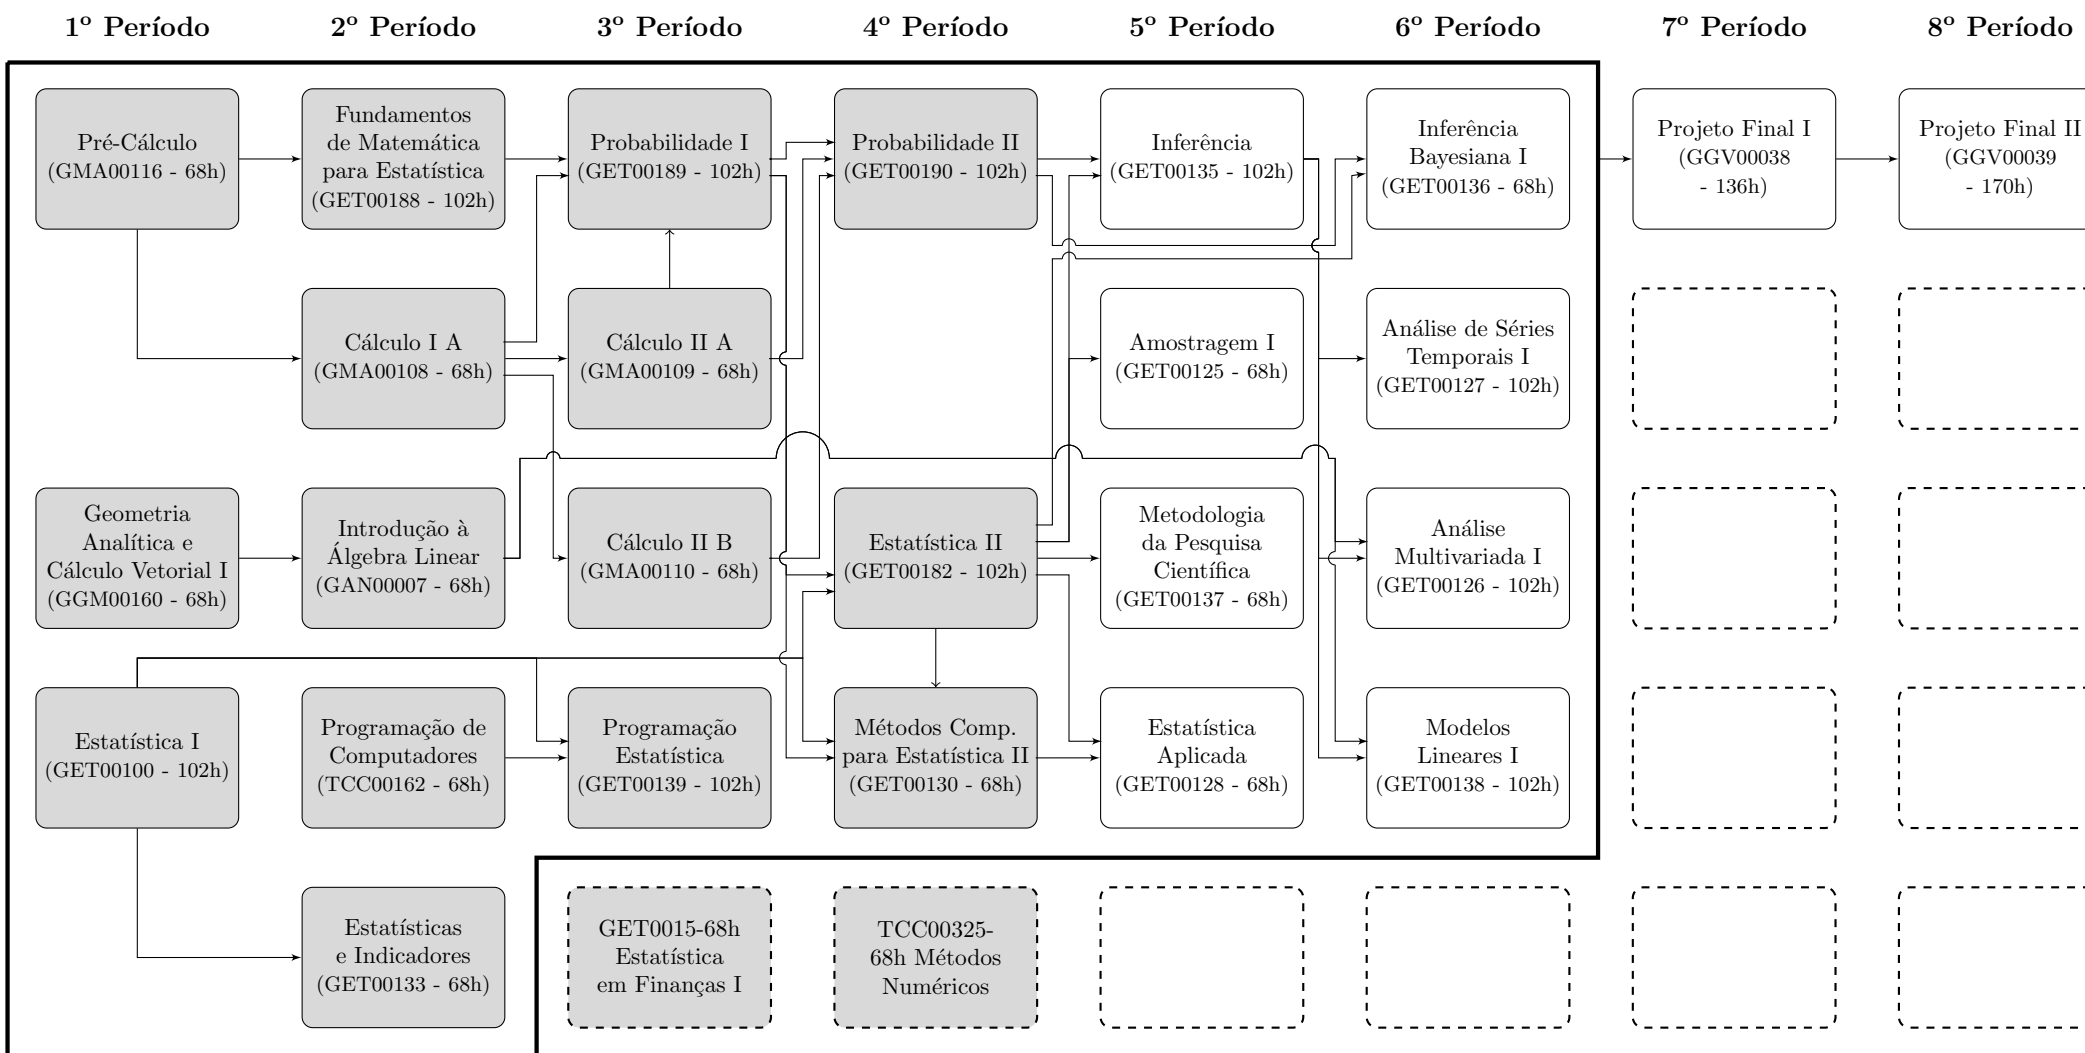 1º Período
2º Período
3º Período
4º Período
5º Período
6º Período
7º Período
8º Período
Pré-Cálculo
(GMA00116 - 68h)
Fundamentos
de Matemática
para Estatística
(GET00188 - 102h)
Probabilidade I
(GET00189 - 102h)
Probabilidade II
(GET00190 - 102h)
Inferência
(GET00135 - 102h)
Inferência
Bayesiana I
(GET00136 - 68h)
Projeto Final I
(GGV00038
- 136h)
Projeto Final II
(GGV00039
- 170h)
Cálculo I A
(GMA00108 - 68h)
Cálculo II A
(GMA00109 - 68h)
Amostragem I
(GET00125 - 68h)
Análise de Séries
Temporais I
(GET00127 - 102h)
Geometria
Analítica e
Cálculo Vetorial I
(GGM00160 - 68h)
Introdução à
Álgebra Linear
(GAN00007 - 68h)
Cálculo II B
(GMA00110 - 68h)
Estatística II
(GET00182 - 102h)
Metodologia
da Pesquisa
Científica
(GET00137 - 68h)
Análise
Multivariada I
(GET00126 - 102h)
Estatística I
(GET00100 - 102h)
Programação de
Computadores
(TCC00162 - 68h)
Programação
Estatística
(GET00139 - 102h)
Métodos Comp.
para Estatística II
(GET00130 - 68h)
Estatística
Aplicada
(GET00128 - 68h)
Modelos
Lineares I
(GET00138 - 102h)
Estatísticas
e Indicadores
(GET00133 - 68h)
GET0015-68h
Estatística
em Finanças I
TCC00325-
68h Métodos
Numéricos